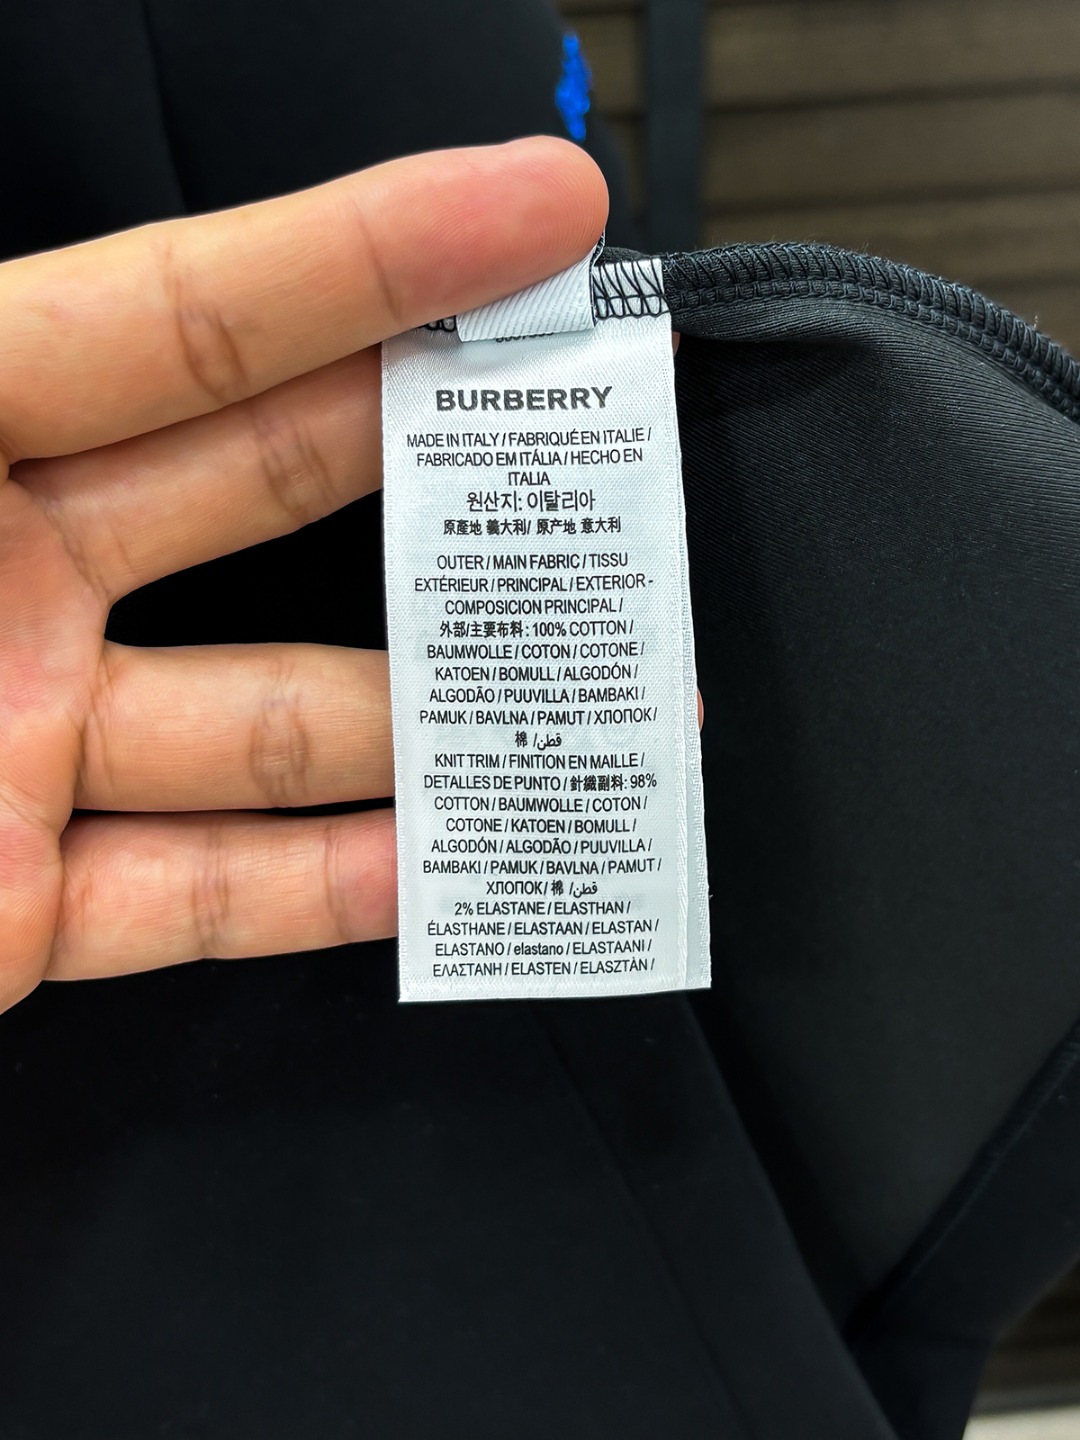 BURBERRY
MADE IN ITALY / FABRIQUÉ EN ITALIE /
FABRICADO EM ITÁLIA / HECHO EN
ITALIA
원산지: 이탈리아
原產地 義大利/ 原产地 意大利
OUTER / MAIN FABRIC / TISSU
EXTÉRIEUR / PRINCIPAL / EXTERIOR -
COMPOSICION PRINCIPAL /
外部/主要布料 : 100% COTTON /
BAUMWOLLE / COTON / COTONE /
KATOEN / BOMULL / ALGODÓN /
ALGODÃO / PUUVILLA / BAMBAKI /
PAMUK / BAVLNA / PAMUT / ХЛОПОК /
棉 /قطن
KNIT TRIM / FINITION EN MAILLE /
DETALLES DE PUNTO / 針織副料: 98%
COTTON / BAUMWOLLE / COTON /
COTONE / KATOEN / BOMULL /
ALGODÓN / ALGODÃO / PUUVILLA /
BAMBAKI / PAMUK / BAVLNA / PAMUT /
ХЛОПОК / 棉 /قطن
2% ELASTANE / ELASTHAN /
ÉLASTHANE / ELASTAAN / ELASTAN /
ELASTANO / elastano / ELASTAANI /
ΕΛΑΣΤΑΝΗ / ELASTEN / ELASZTÀN /